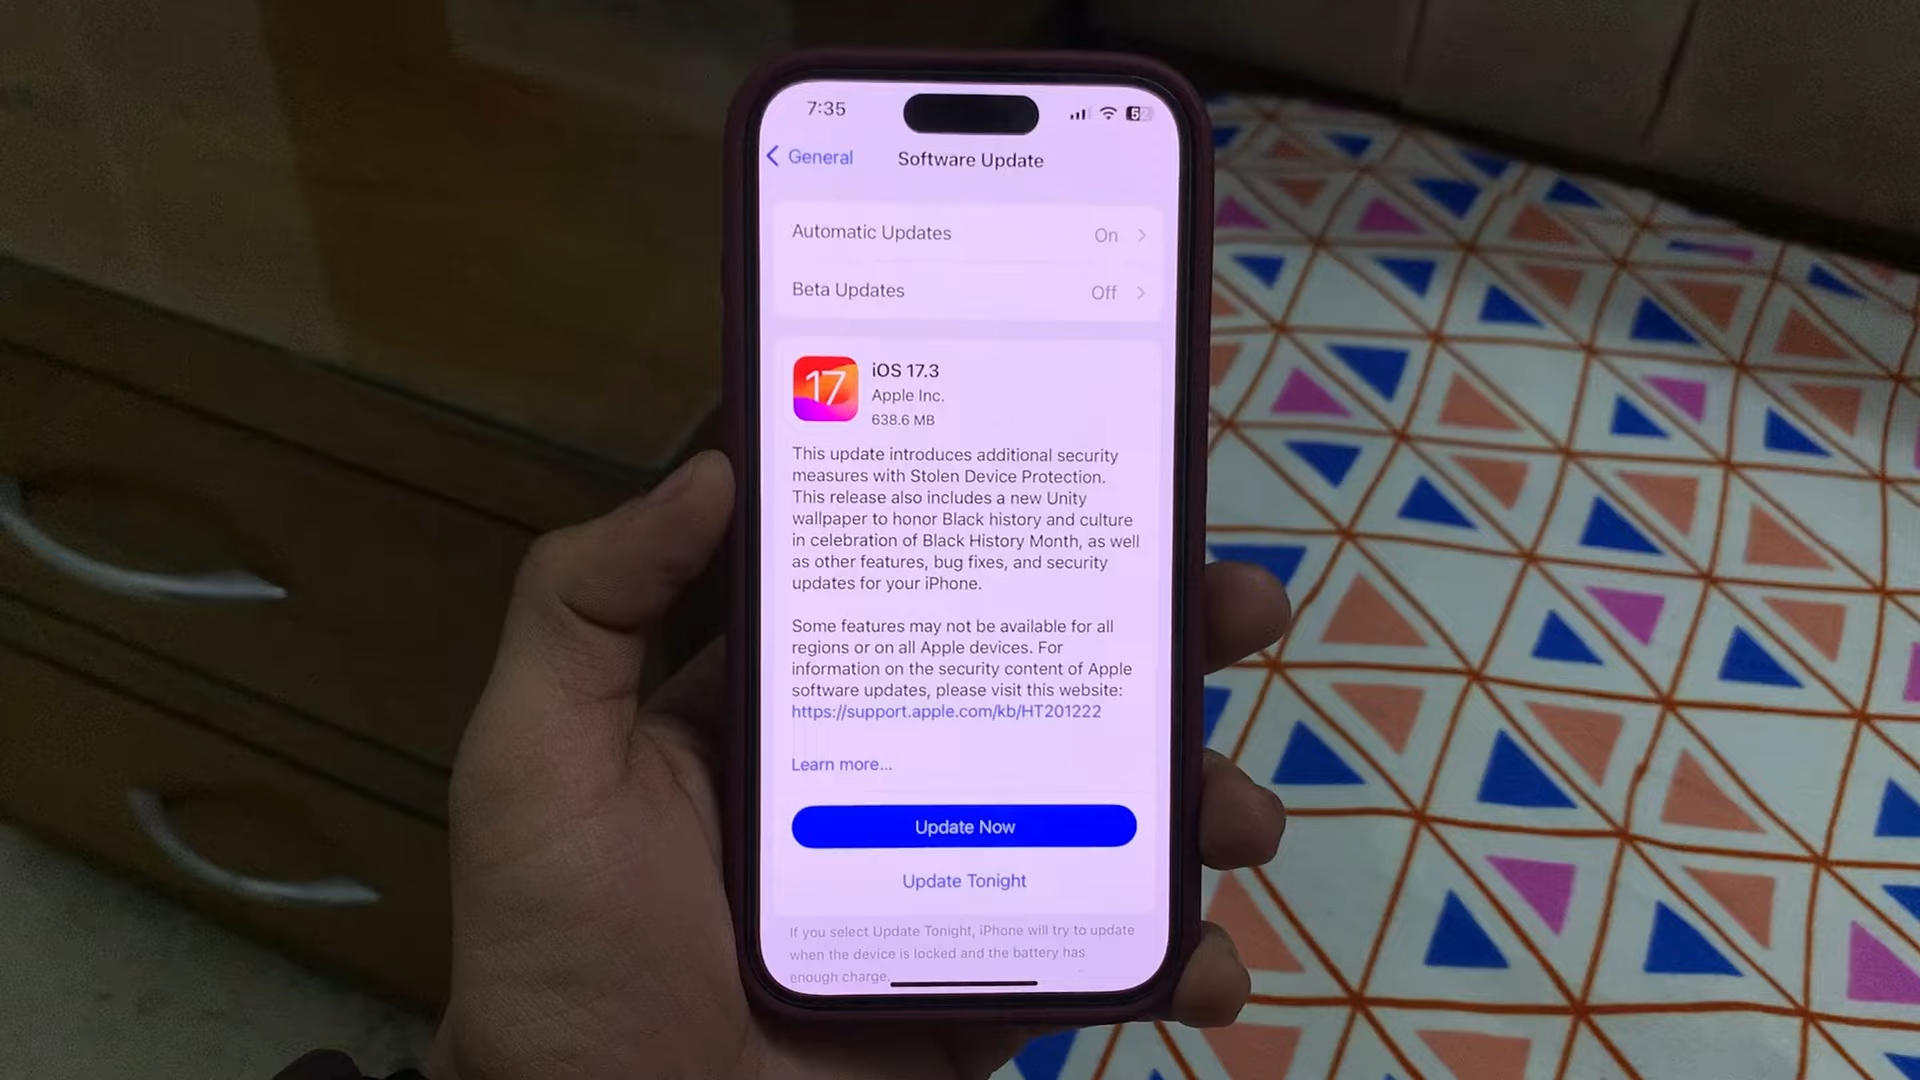 7:35
General
Software Update
Automatic Updates On
Beta Updates Off
17
iOS 17.3
Apple Inc.
638.6 MB
This update introduces additional security
measures with Stolen Device Protection.
This release also includes a new Unity
wallpaper to honor Black history and culture
in celebration of Black History Month, as well
as other features, bug fixes, and security
updates for your iPhone.
Some features may not be available for all
regions or on all Apple devices. For
information on the security content of Apple
software updates, please visit this website:
https://support.apple.com/kb/HT201222
Learn more...
Update Now
Update Tonight
If you select Update Tonight, iPhone will try to update
when the device is locked and the battery has
enough charge.